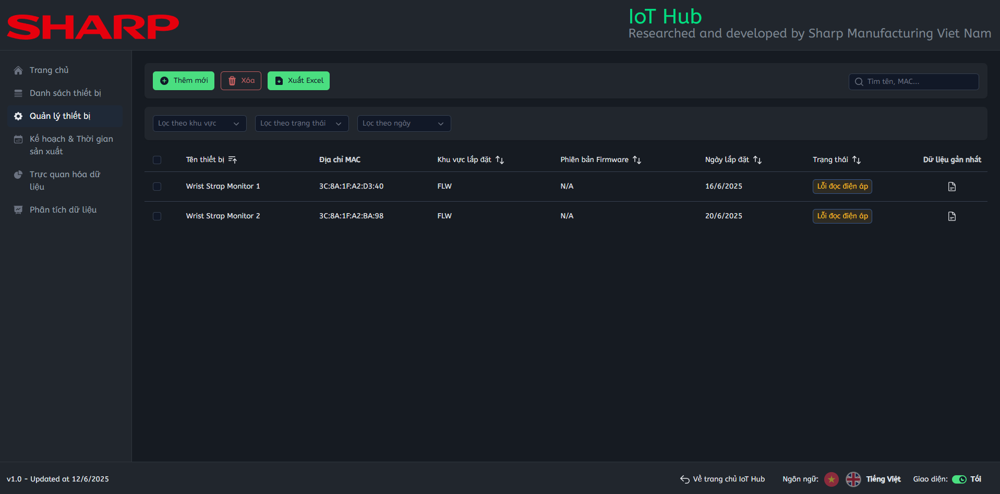 SHARP
IoT Hub
Researched and developed by Sharp Manufacturing Viet Nam
Trang chủ
Danh sách thiết bị
Quản lý thiết bị
Kế hoạch & Thời gian
sản xuất
Trực quan hóa dữ
liệu
Phân tích dữ liệu
Thêm mới
Xóa
Xuất Excel
Tìm tên, MAC...
Lọc theo khu vực
Lọc theo trạng thái
Lọc theo ngày
Tên thiết bị Địa chỉ MAC Khu vực lắp đặt Phiên bản Firmware Ngày lắp đặt Trạng thái Dữ liệu gần nhất
Wrist Strap Monitor 1 3C:8A:1F:A2:D3:40 FLW N/A 16/6/2025 Lỗi đọc điện áp
Wrist Strap Monitor 2 3C:8A:1F:A2:BA:98 FLW N/A 20/6/2025 Lỗi đọc điện áp
v1.0 - Updated at 12/6/2025
Về trang chủ IoT Hub
Ngôn ngữ: Tiếng Việt
Giao diện: Tối